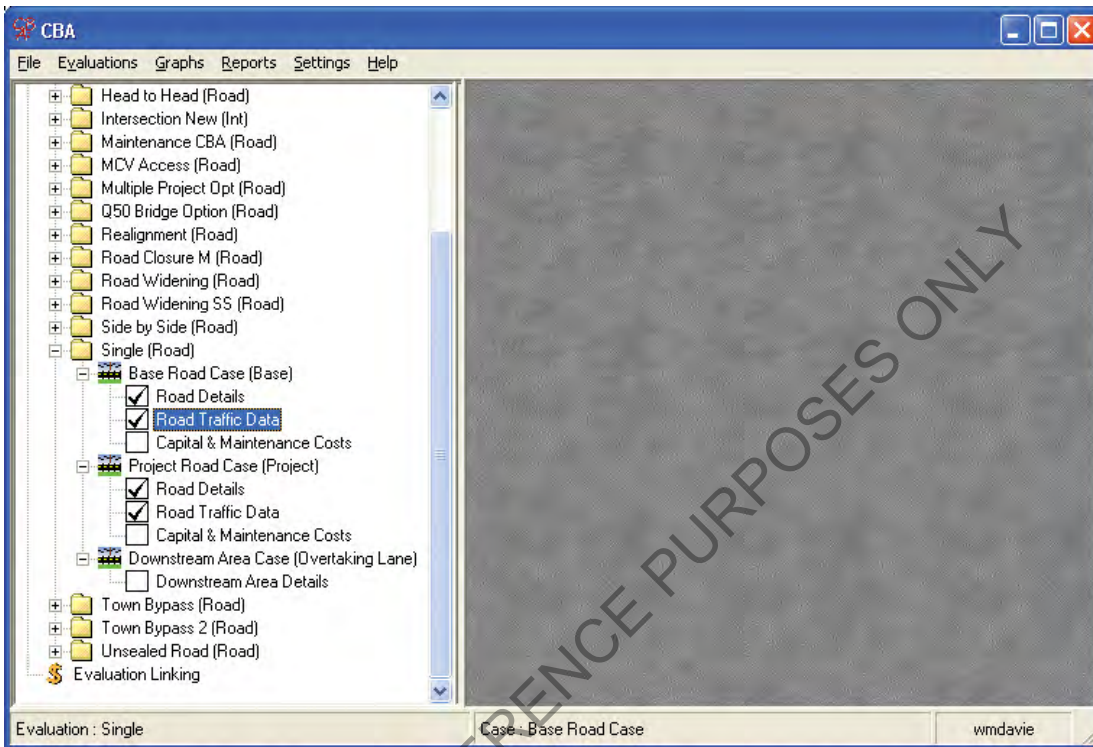 CBA
File Evaluations Graphs Reports Settings Help
Head to Head (Road)
Intersection New (Int)
Maintenance CBA (Road)
MCV Access (Road)
Multiple Project Opt (Road)
Q50 Bridge Option (Road)
Realignment (Road)
Road Closure M (Road)
Road Widening (Road)
Road Widening SS (Road)
Side by Side (Road)
Single (Road)
Base Road Case (Base)
Road Details
Road Traffic Data
Capital & Maintenance Costs
Project Road Case (Project)
Road Details
Road Traffic Data
Capital & Maintenance Costs
Downstream Area Case (Overtaking Lane)
Downstream Area Details
Town Bypass (Road)
Town Bypass 2 (Road)
Unsealed Road (Road)
$ Evaluation Linking
Evaluation : Single Case : Base Road Case wmdavie
ERENCE PURPOSES ONLY